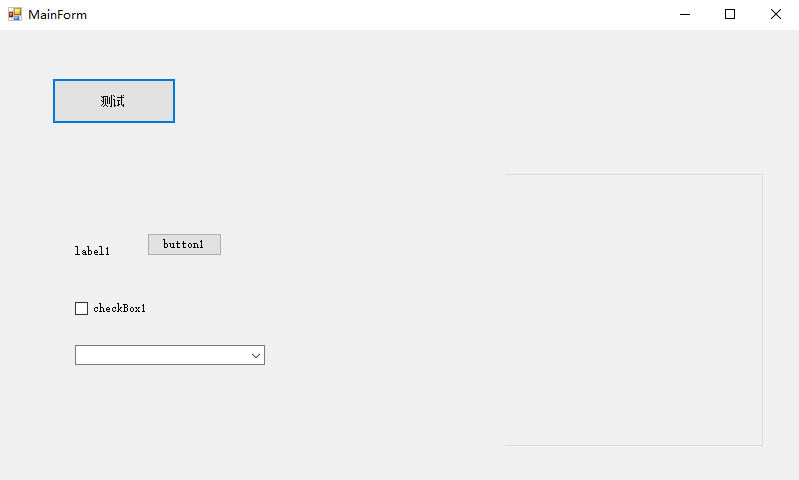 MainForm
测试
label1
button1
checkBox1